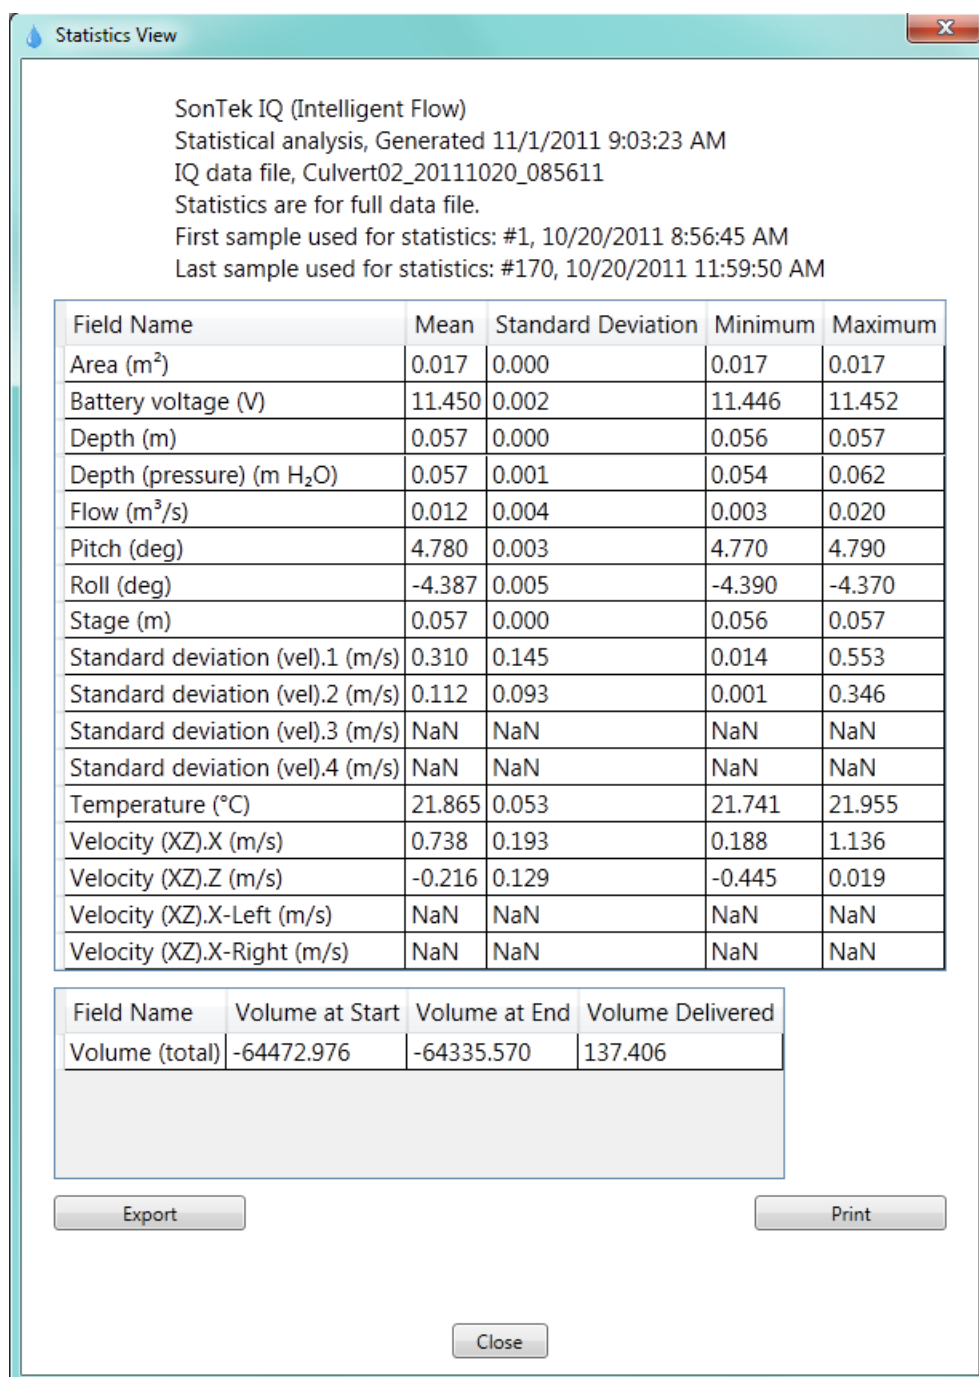 Statistics View
x
SonTek IQ (Intelligent Flow)
Statistical analysis, Generated 11/1/2011 9:03:23 AM
IQ data file, Culvert02_20111020_085611
Statistics are for full data file.
First sample used for statistics: #1, 10/20/2011 8:56:45 AM
Last sample used for statistics: #170, 10/20/2011 11:59:50 AM
Field Name Mean Standard Deviation Minimum Maximum
Area (m²) 0.017 0.000 0.017 0.017
Battery voltage (V) 11.450 0.002 11.446 11.452
Depth (m) 0.057 0.000 0.056 0.057
Depth (pressure) (m H₂O) 0.057 0.001 0.054 0.062
Flow (m³/s) 0.012 0.004 0.003 0.020
Pitch (deg) 4.780 0.003 4.770 4.790
Roll (deg) -4.387 0.005 -4.390 -4.370
Stage (m) 0.057 0.000 0.056 0.057
Standard deviation (vel).1 (m/s) 0.310 0.145 0.014 0.553
Standard deviation (vel).2 (m/s) 0.112 0.093 0.001 0.346
Standard deviation (vel).3 (m/s) NaN NaN NaN NaN
Standard deviation (vel).4 (m/s) NaN NaN NaN NaN
Temperature (°C) 21.865 0.053 21.741 21.955
Velocity (XZ).X (m/s) 0.738 0.193 0.188 1.136
Velocity (XZ).Z (m/s) -0.216 0.129 -0.445 0.019
Velocity (XZ).X-Left (m/s) NaN NaN NaN NaN
Velocity (XZ).X-Right (m/s) NaN NaN NaN NaN
Field Name Volume at Start Volume at End Volume Delivered
Volume (total) -64472.976 -64335.570 137.406
Export Print
Close